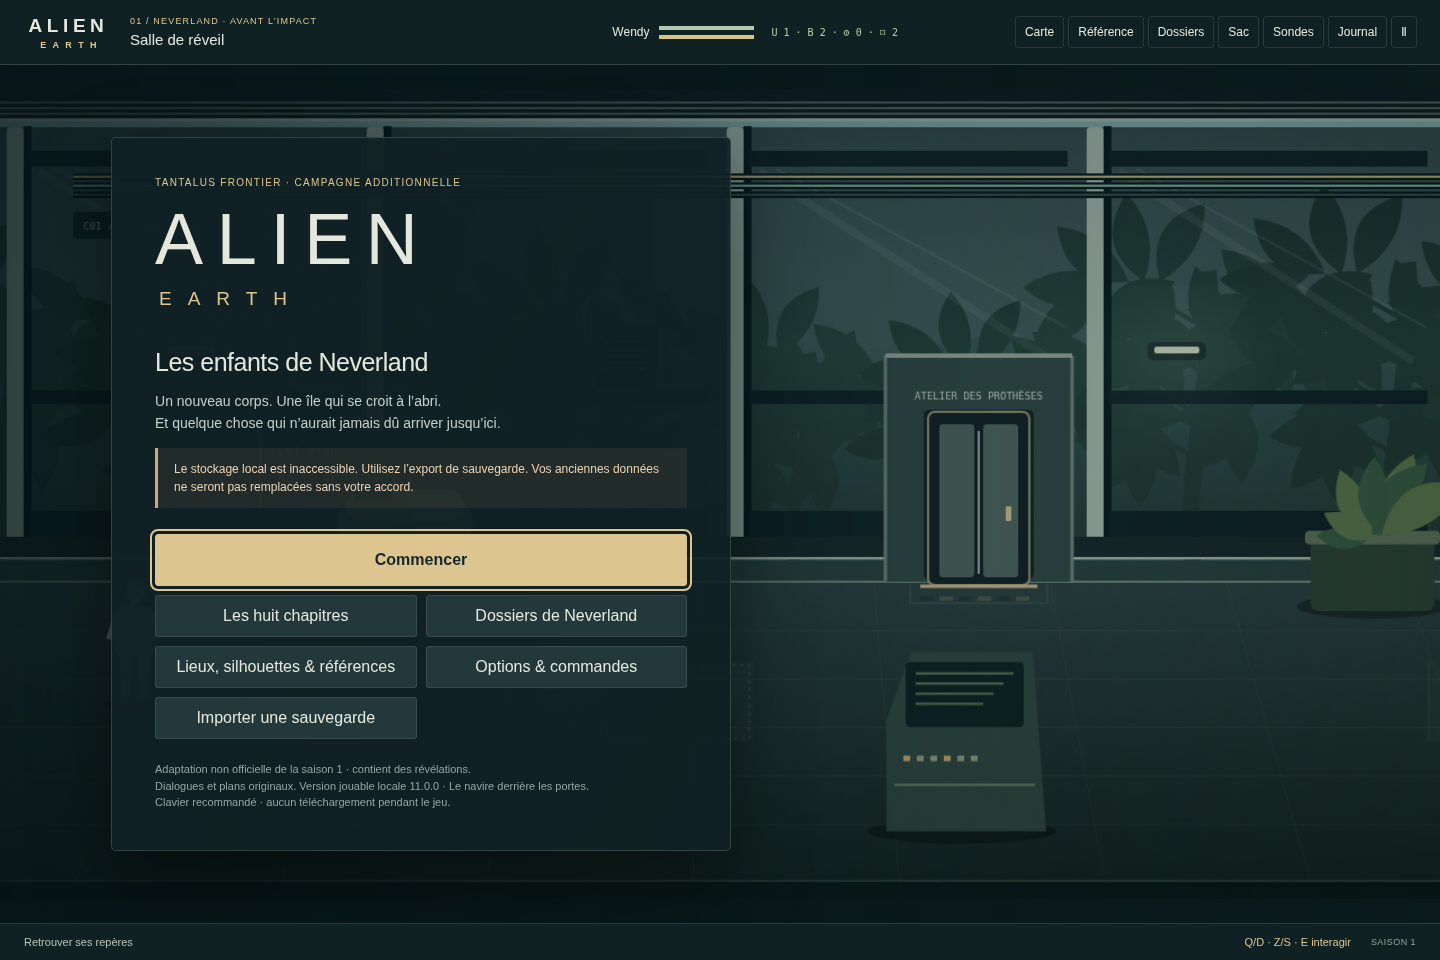 ALIEN
EARTH
01 / NEVERLAND · AVANT L'IMPACT
Salle de réveil
Wendy
U 1 · B 2 · ⚙ 0 · ⌑ 2
Carte
Référence
Dossiers
Sac
Sondes
Journal
Ⅱ
C01
TANTALUS FRONTIER · CAMPAGNE ADDITIONNELLE
ALIEN
EARTH
Les enfants de Neverland
Un nouveau corps. Une île qui se croit à l’abri.
Et quelque chose qui n’aurait jamais dû arriver jusqu’ici.
Le stockage local est inaccessible. Utilisez l’export de sauvegarde. Vos anciennes données
ne seront pas remplacées sans votre accord.
Commencer
Les huit chapitres
Dossiers de Neverland
Lieux, silhouettes & références
Options & commandes
Importer une sauvegarde
Adaptation non officielle de la saison 1 · contient des révélations.
Dialogues et plans originaux. Version jouable locale 11.0.0 · Le navire derrière les portes.
Clavier recommandé · aucun téléchargement pendant le jeu.
ATELIER DES PROTHÈSES
Retrouver ses repères
Q/D · Z/S · E interagir
SAISON 1